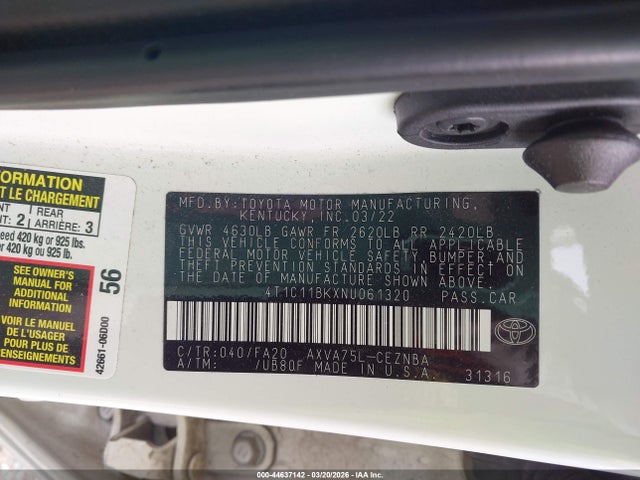 FORMATION
T LE CHARGEMENT
NT: 2 REAR ARRIÈRE: 3
ceed 420 kg or 925 lbs.
r 420 kg ou 925 lb.
SEE OWNER'S
MANUAL FOR
ADDITIONAL
INFORMATION
VOIR LE MANUEL
DE L'USAGER
POUR PLUS DE
RENSEIGNEMENTS
56
42661-06D00
MFD.BY:TOYOTA MOTOR MANUFACTURING,
KENTUCKY, INC.03/22
GVWR 4630LB GAWR FR 2620LB RR 2420LB
THIS VEHICLE CONFORMS TO ALL APPLICABLE
FEDERAL MOTOR VEHICLE SAFETY, BUMPER, AND
THEFT PREVENTION STANDARDS IN EFFECT ON
THE DATE OF MANUFACTURE SHOWN ABOVE.
4T1C11BKXNU061320 PASS.CAR
C/TR:040/FA20 AXVA75L-CEZNBA
A/TM: /UB80F MADE IN U.S.A. 31316
000-44637142 - 03/20/2026 - IAA Inc.